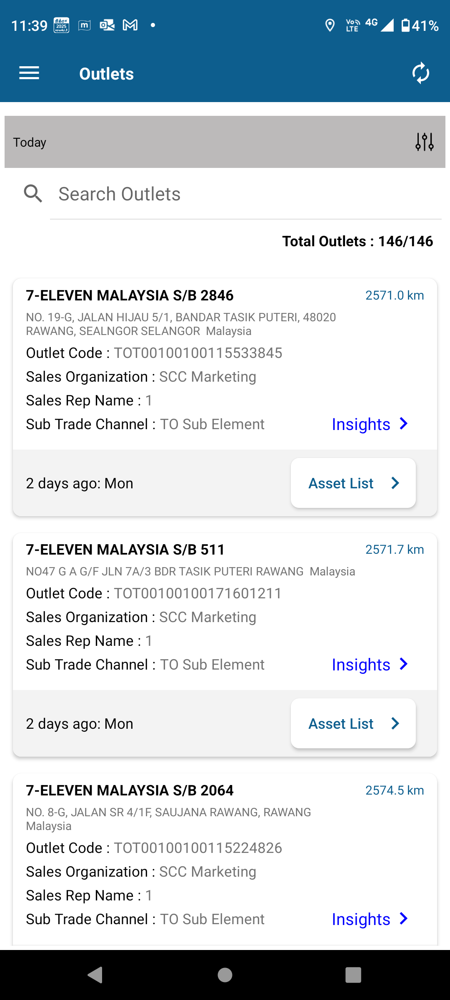 11:39
நித்ரா
2025
m
Vo
LTE
4G
41%
Outlets
Today
Search Outlets
Total Outlets : 146/146
7-ELEVEN MALAYSIA S/B 2846
2571.0 km
NO. 19-G, JALAN HIJAU 5/1, BANDAR TASIK PUTERI, 48020
RAWANG, SEALNGOR SELANGOR  Malaysia
Outlet Code : TOT00100100115533845
Sales Organization : SCC Marketing
Sales Rep Name : 1
Sub Trade Channel : TO Sub Element
Insights
2 days ago: Mon
Asset List
7-ELEVEN MALAYSIA S/B 511
2571.7 km
NO47 G A G/F JLN 7A/3 BDR TASIK PUTERI RAWANG  Malaysia
Outlet Code : TOT00100100171601211
Sales Organization : SCC Marketing
Sales Rep Name : 1
Sub Trade Channel : TO Sub Element
Insights
2 days ago: Mon
Asset List
7-ELEVEN MALAYSIA S/B 2064
2574.5 km
NO. 8-G, JALAN SR 4/1F, SAUJANA RAWANG, RAWANG
Malaysia
Outlet Code : TOT00100100115224826
Sales Organization : SCC Marketing
Sales Rep Name : 1
Sub Trade Channel : TO Sub Element
Insights